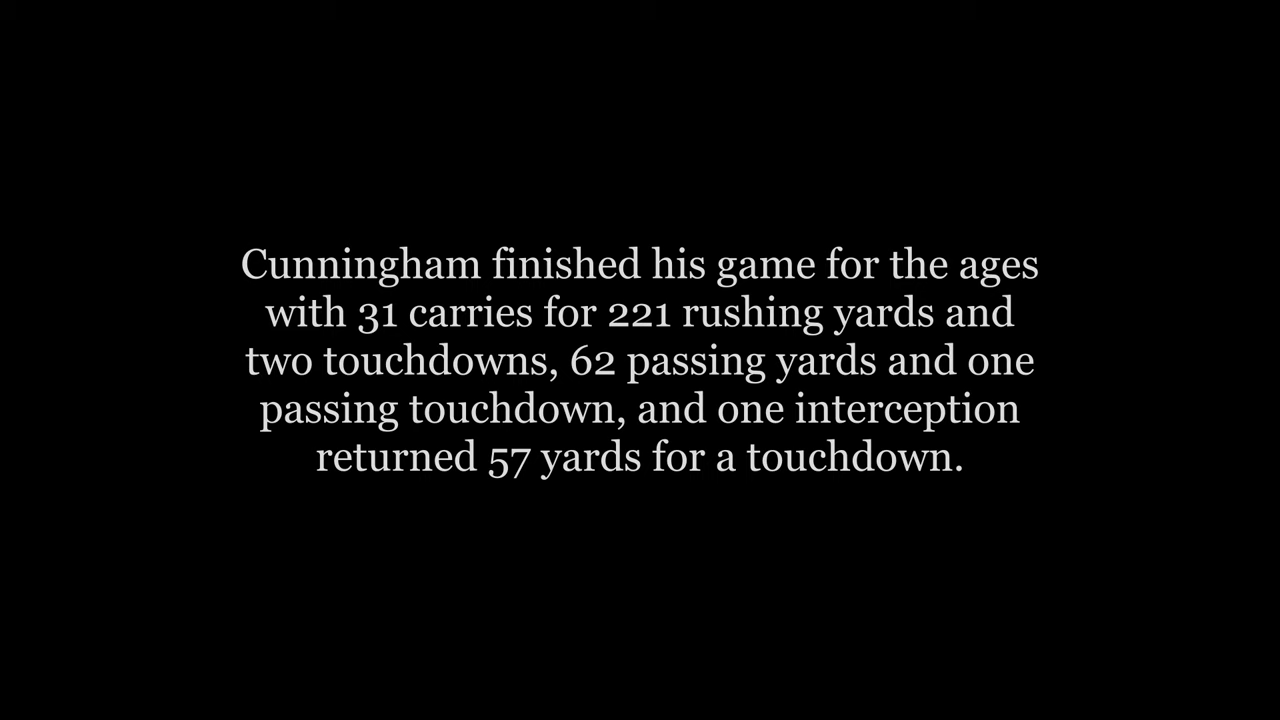 Cunningham finished his game for the ages
with 31 carries for 221 rushing yards and
two touchdowns, 62 passing yards and one
passing touchdown, and one interception
returned 57 yards for a touchdown.